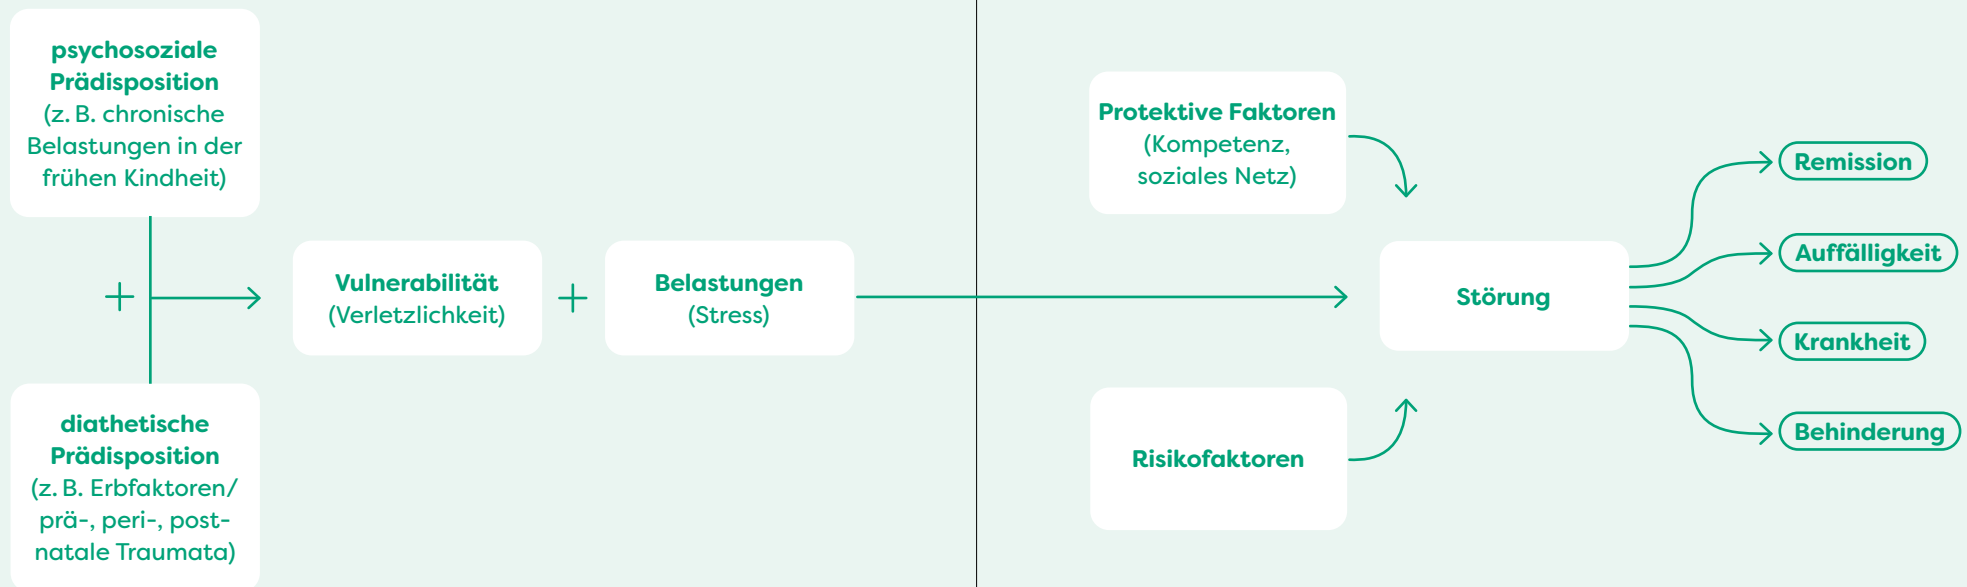 psychosoziale
Prädisposition
(z. B. chronische
Belastungen in der
frühen Kindheit)
+
diathetische
Prädisposition
(z. B. Erbfaktoren/
prä-, peri-, post-
natale Traumata)
Vulnerabilität
(Verletzlichkeit)
+
Belastungen
(Stress)
Protektive Faktoren
(Kompetenz,
soziales Netz)
Risikofaktoren
Störung
Remission
Auffälligkeit
Krankheit
Behinderung